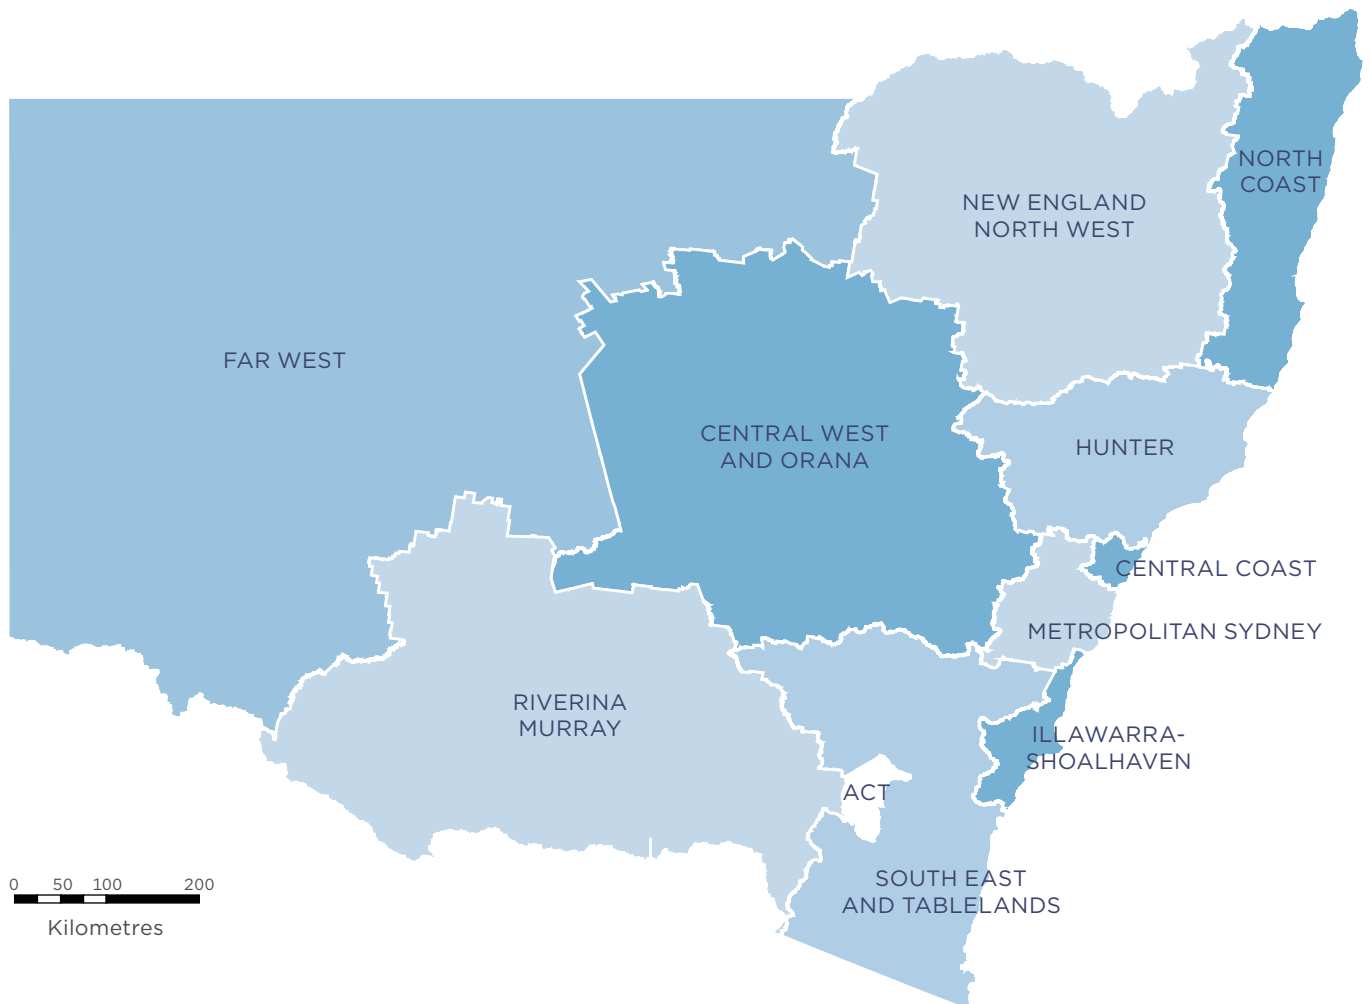 NORTH
COAST
NEW ENGLAND
NORTH WEST
FAR WEST
CENTRAL WEST
AND ORANA
HUNTER
CENTRAL COAST
METROPOLITAN SYDNEY
RIVERINA
MURRAY
ILLAWARRA-
SHOALHAVEN
ACT
SOUTH EAST
AND TABLELANDS
0 50 100 200
Kilometres